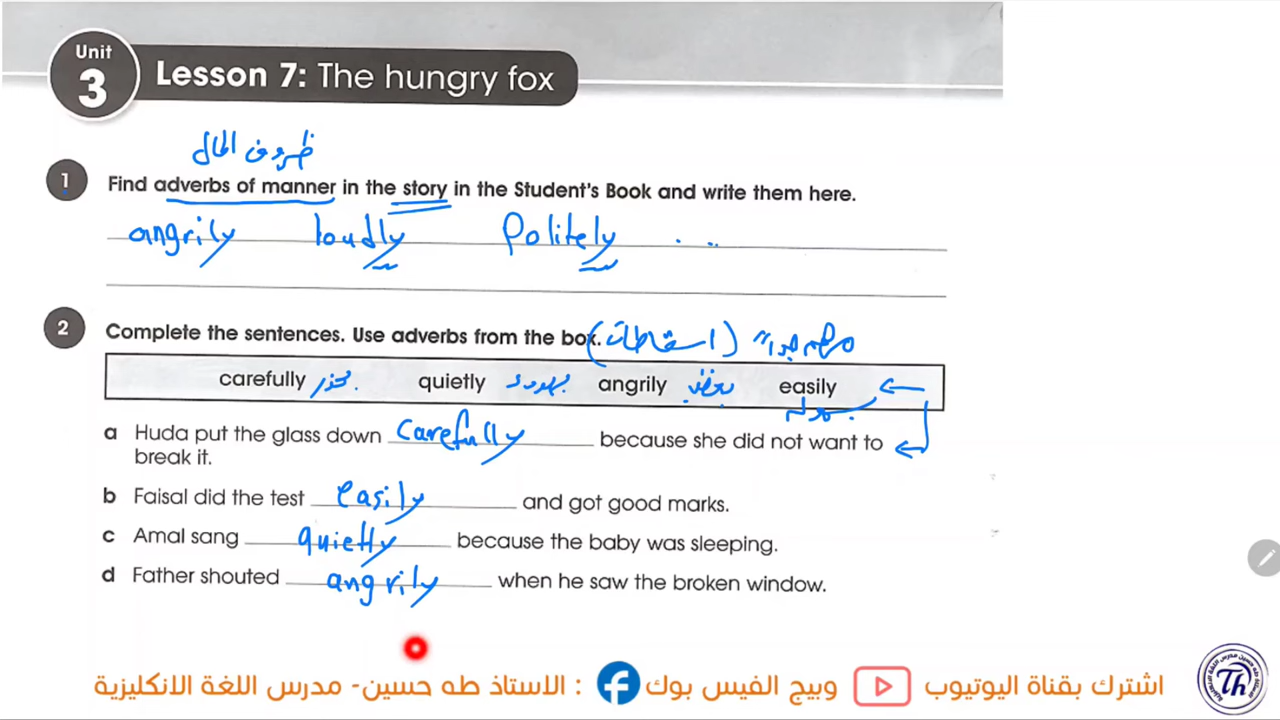 Unit
3
Lesson 7: The hungry fox
ظروف الحال
1 Find adverbs of manner in the story in the Student's Book and write them here.
angrily loudly Politely . ..
2 Complete the sentences. Use adverbs from the box.
carefully بحذر quietly بهدوء angrily بغضب easily
بسهولة
a Huda put the glass down carefully because she did not want to
break it.
b Faisal did the test easily and got good marks.
c Amal sang quietly because the baby was sleeping.
d Father shouted angrily when he saw the broken window.
اشترك بقناة اليوتيوب وبيج الفيس بوك : الاستاذ طه حسين- مدرس اللغة الانكليزية
Th